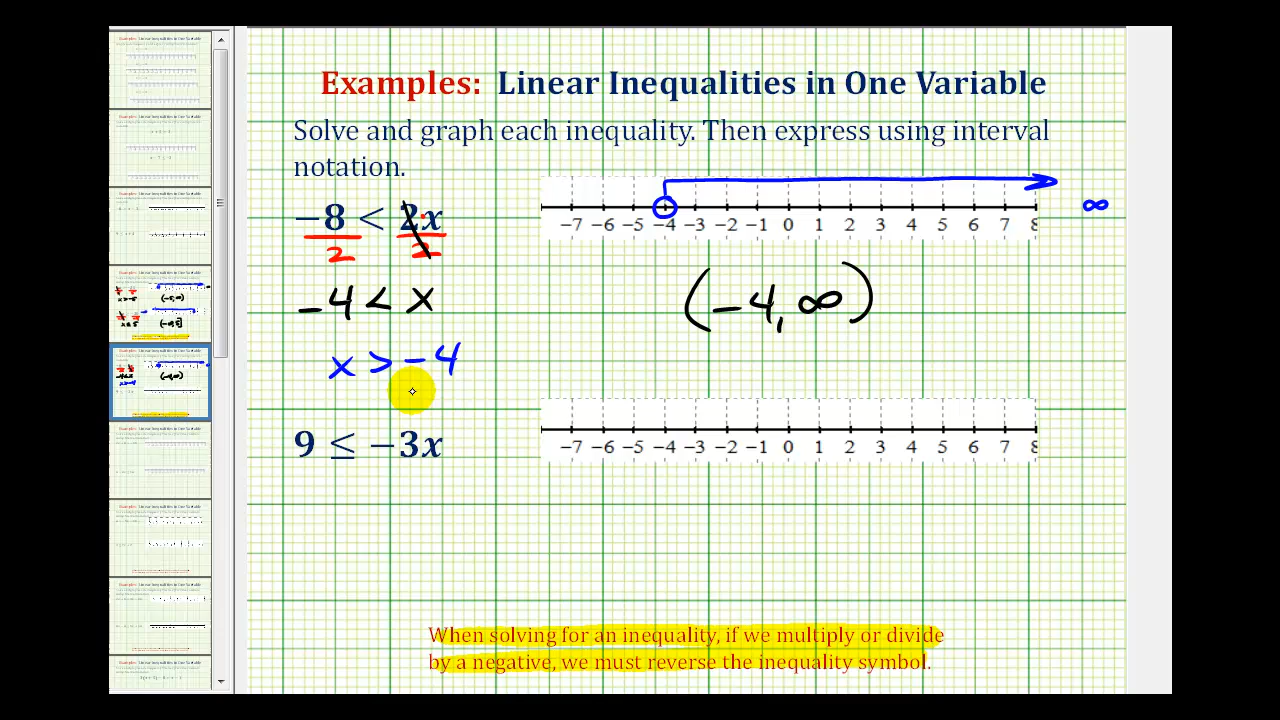 Examples: Linear Inequalities in One Variable
Solve and graph each inequality. Then express using interval
notation.
−8 < 2x
2 2
−4 < x
x > −4
9 ≤ −3x
−7 −6 −5 −4 −3 −2 −1 0 1 2 3 4 5 6 7 8
∞
(−4, ∞)
−7 −6 −5 −4 −3 −2 −1 0 1 2 3 4 5 6 7 8
When solving for an inequality, if we multiply or divide
by a negative, we must reverse the inequality symbol.